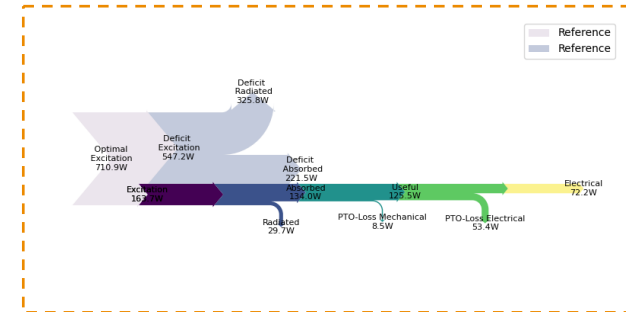 Reference
Reference
Deficit
Radiated
325.8W
Optimal
Excitation
710.9W
Deficit
Excitation
547.2W
Deficit
Absorbed
221.5W
Excitation
163.7W
Absorbed
134.0W
Useful
125.5W
Electrical
72.2W
Radiated
29.7W
PTO-Loss Mechanical
8.5W
PTO-Loss Electrical
53.4W